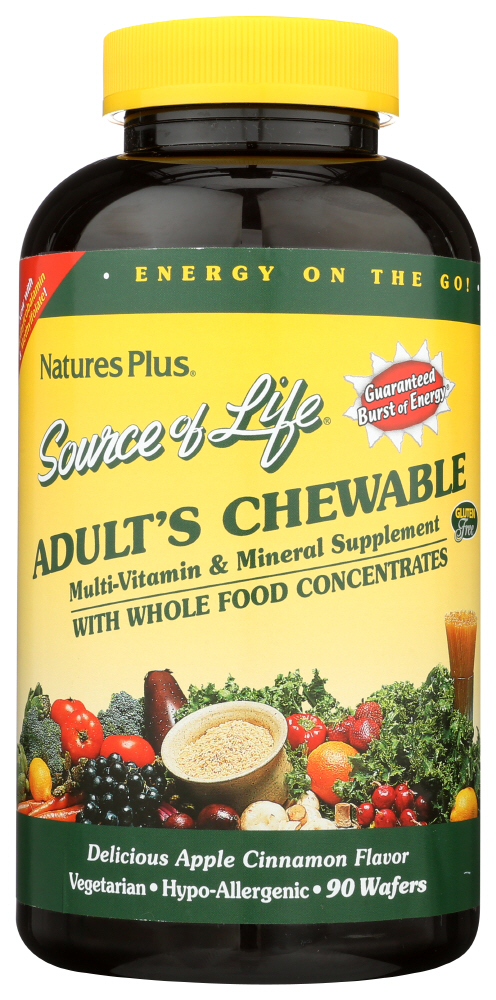 • ENERGY ON THE GO! •
with
NaturesPlus®
Source of Life®
Guaranteed
Burst of Energy
ADULT'S CHEWABLE
GLUTEN
Free
Multi-Vitamin & Mineral Supplement
WITH WHOLE FOOD CONCENTRATES
Delicious Apple Cinnamon Flavor
Vegetarian • Hypo-Allergenic • 90 Wafers